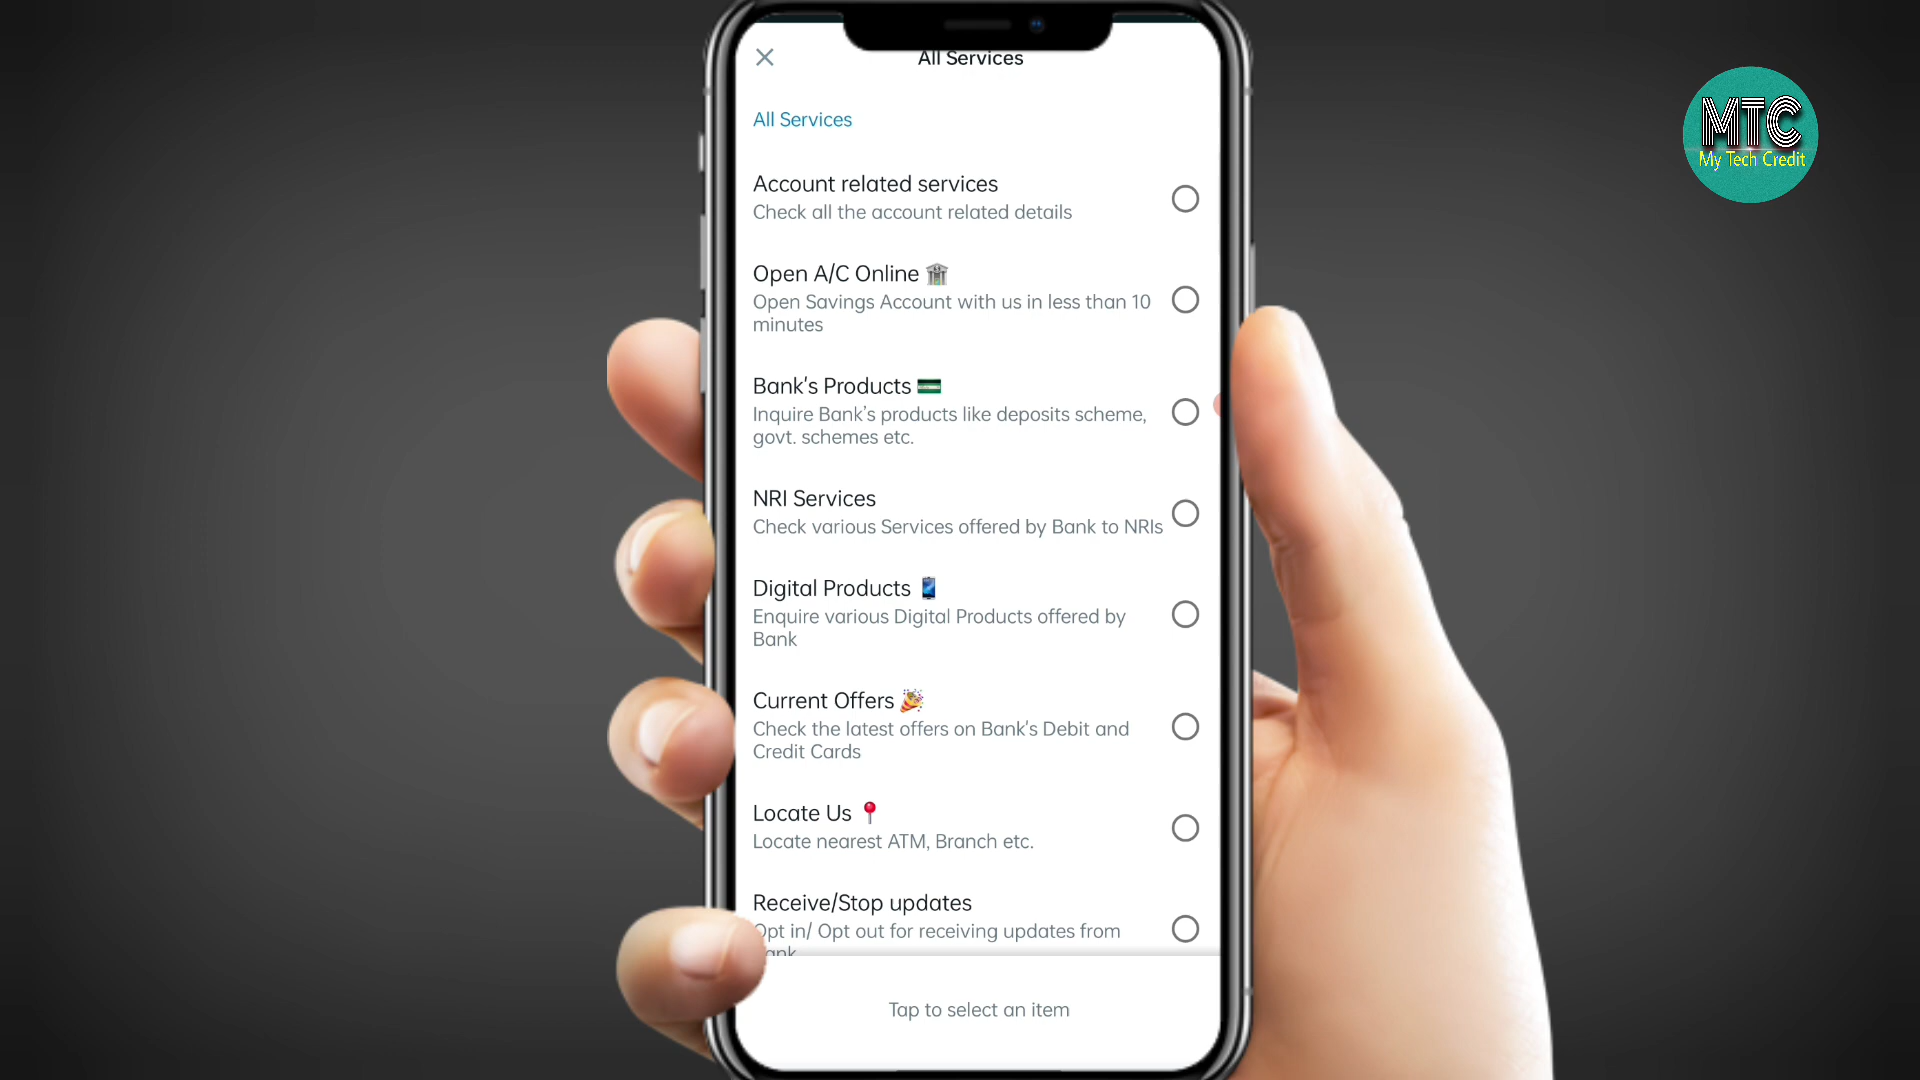 All Services
All Services
Account related services
Check all the account related details
Open A/C Online
Open Savings Account with us in less than 10
minutes
Bank's Products
Inquire Bank's products like deposits scheme,
govt. schemes etc.
NRI Services
Check various Services offered by Bank to NRIs
Digital Products
Enquire various Digital Products offered by
Bank
Current Offers
Check the latest offers on Bank's Debit and
Credit Cards
Locate Us
Locate nearest ATM, Branch etc.
Receive/Stop updates
Opt in/ Opt out for receiving updates from
Tap to select an item
MTC
My Tech Credit